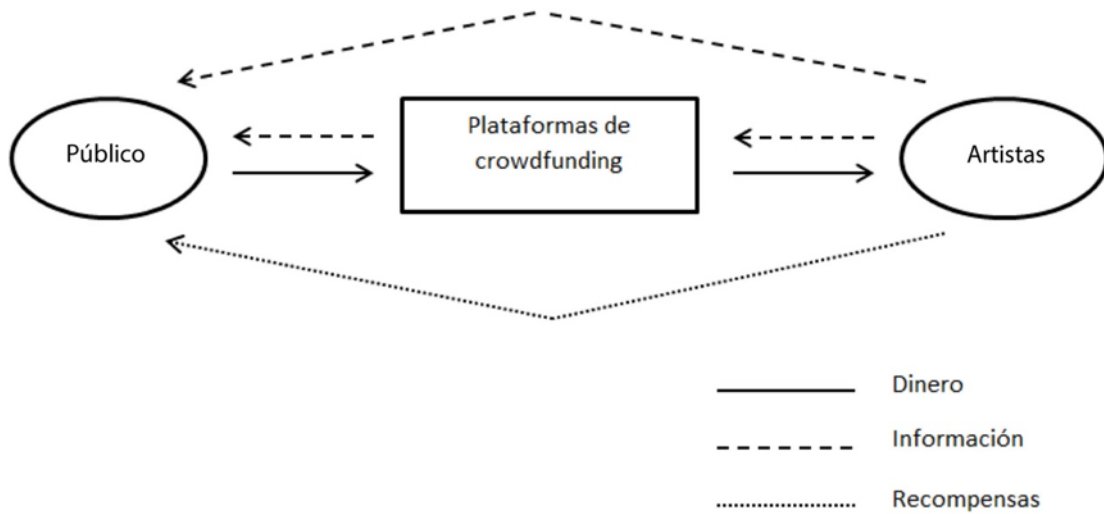 Público
Plataformas de
crowdfunding
Artistas
Dinero
Información
Recompensas